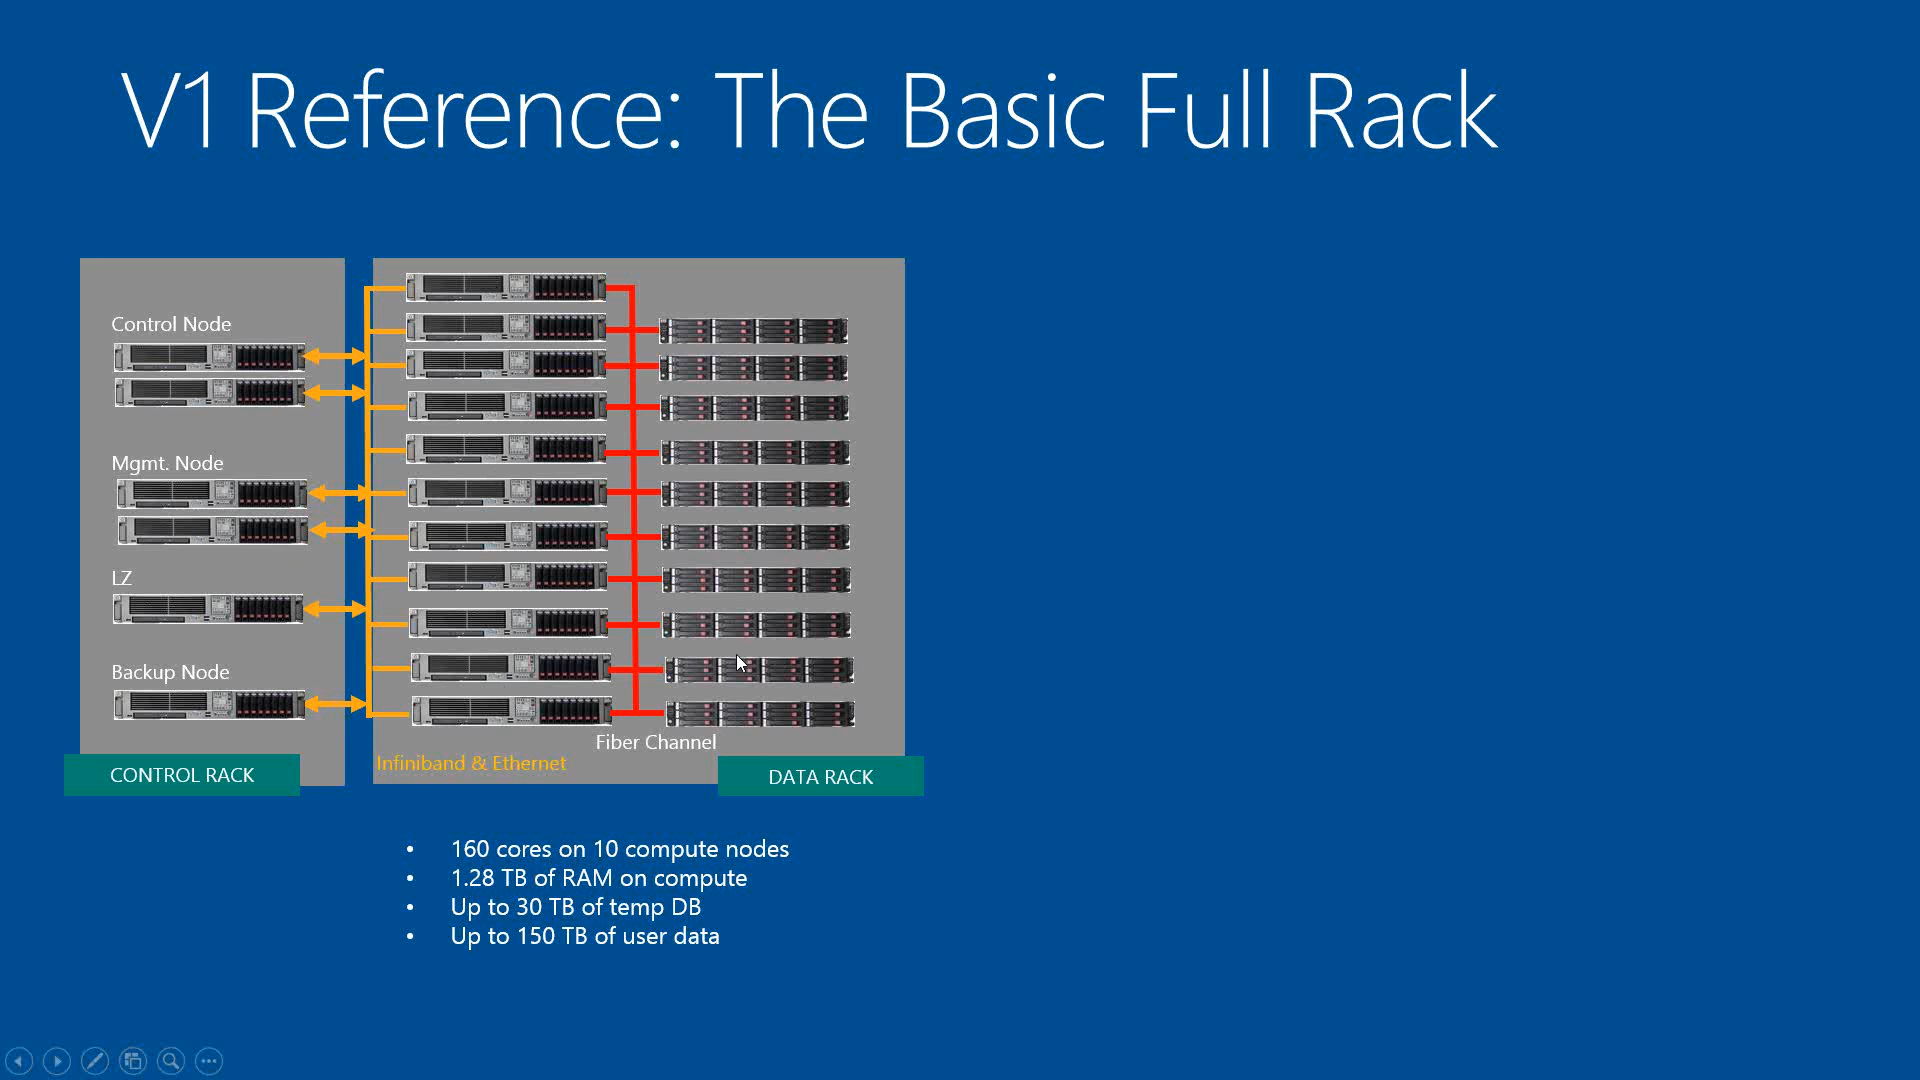 V1 Reference: The Basic Full Rack
Control Node
Mgmt. Node
LZ
Backup Node
CONTROL RACK
Fiber Channel
Infiniband & Ethernet
DATA RACK
• 160 cores on 10 compute nodes
• 1.28 TB of RAM on compute
• Up to 30 TB of temp DB
• Up to 150 TB of user data